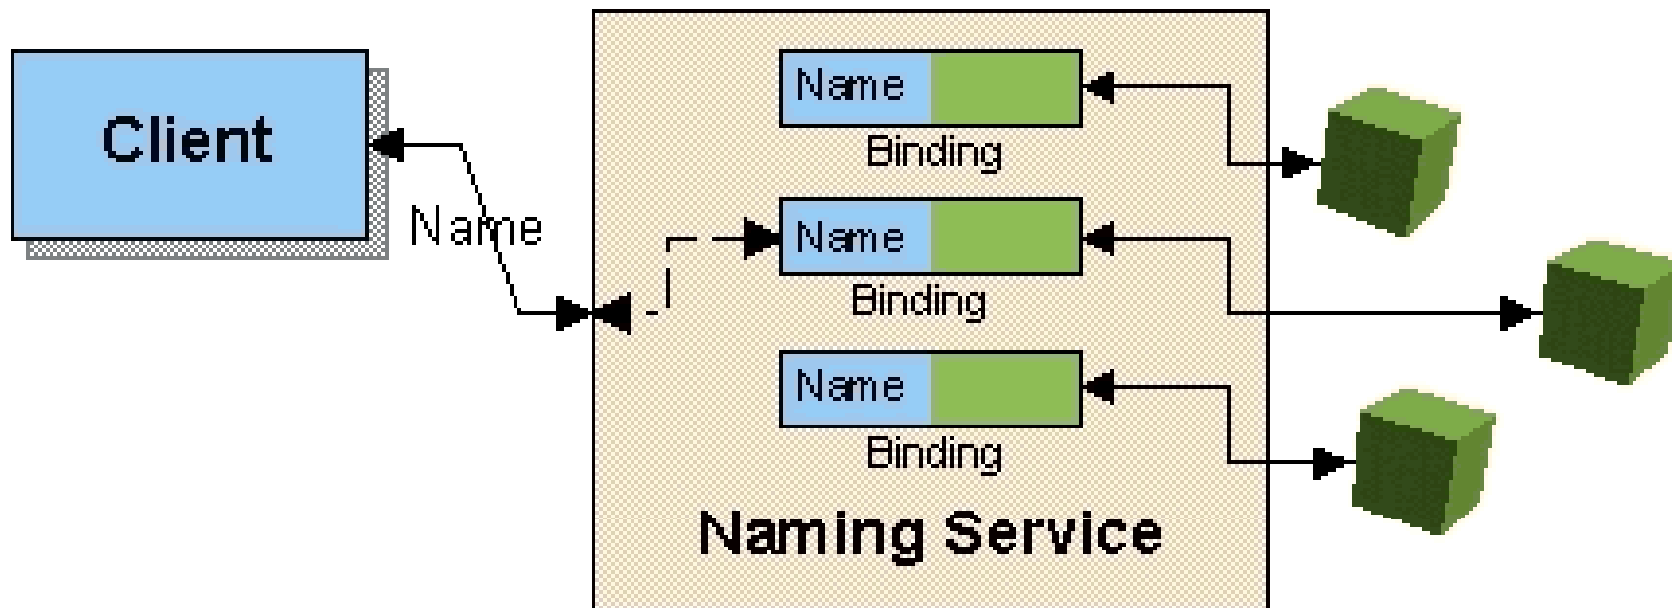 Client
Name
Name
Binding
Name
Binding
Name
Binding
Naming Service